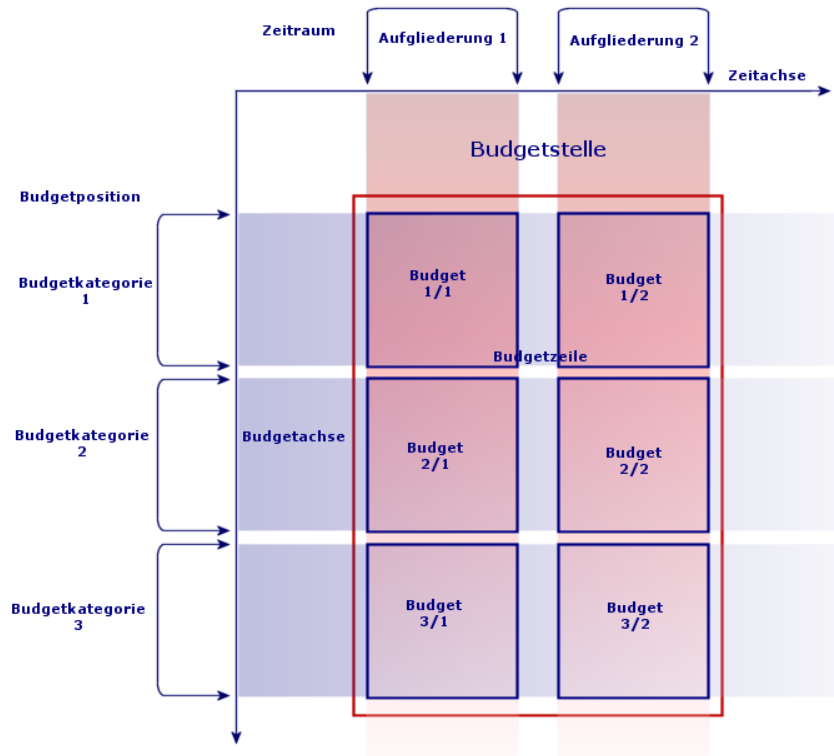 Zeitraum
Aufgliederung 1
Aufgliederung 2
Zeitachse
Budgetstelle
Budgetposition
Budgetkategorie
1
Budget
1/1
Budget
1/2
Budgetzeile
Budgetkategorie
2
Budgetachse
Budget
2/1
Budget
2/2
Budgetkategorie
3
Budget
3/1
Budget
3/2